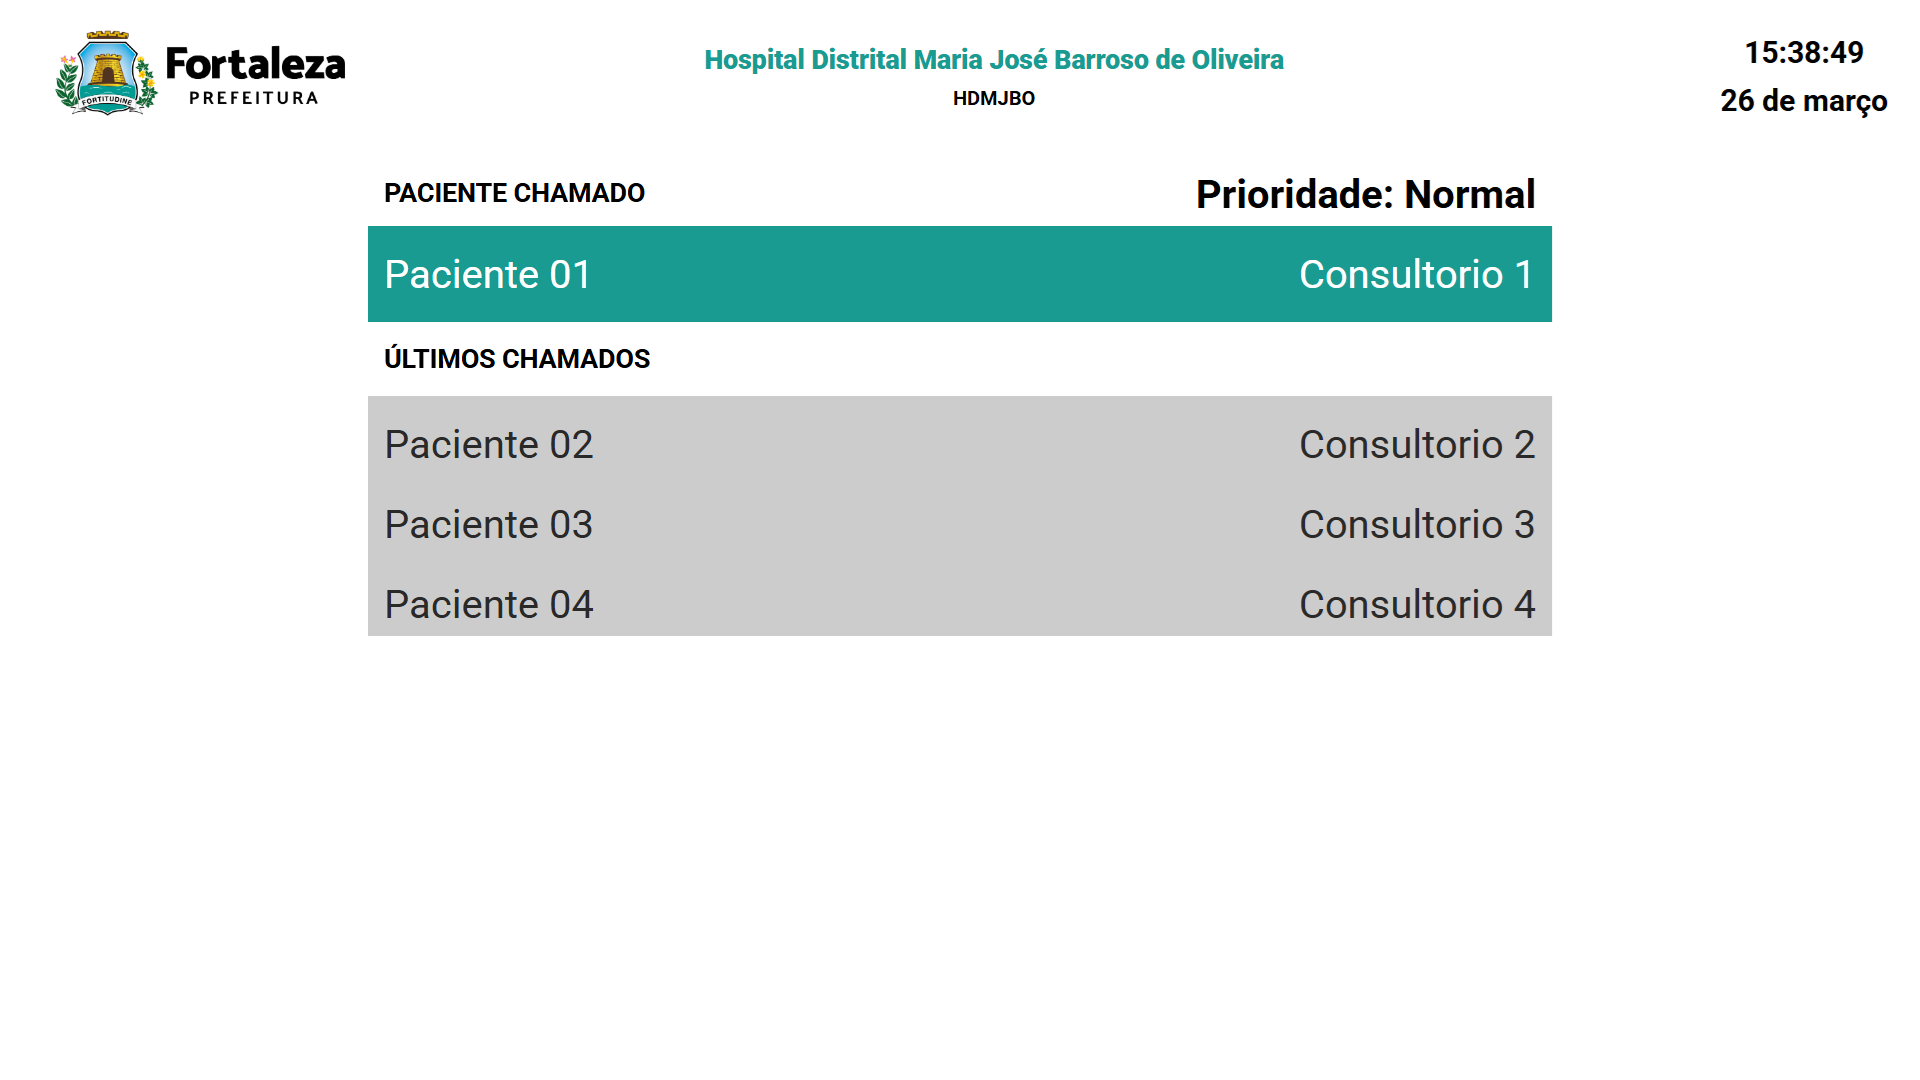 FORTITUDINE
Fortaleza
PREFEITURA
Hospital Distrital Maria José Barroso de Oliveira
HDMJBO
15:38:49
26 de março
PACIENTE CHAMADO
Prioridade: Normal
Paciente 01
Consultorio 1
ÚLTIMOS CHAMADOS
Paciente 02
Consultorio 2
Paciente 03
Consultorio 3
Paciente 04
Consultorio 4